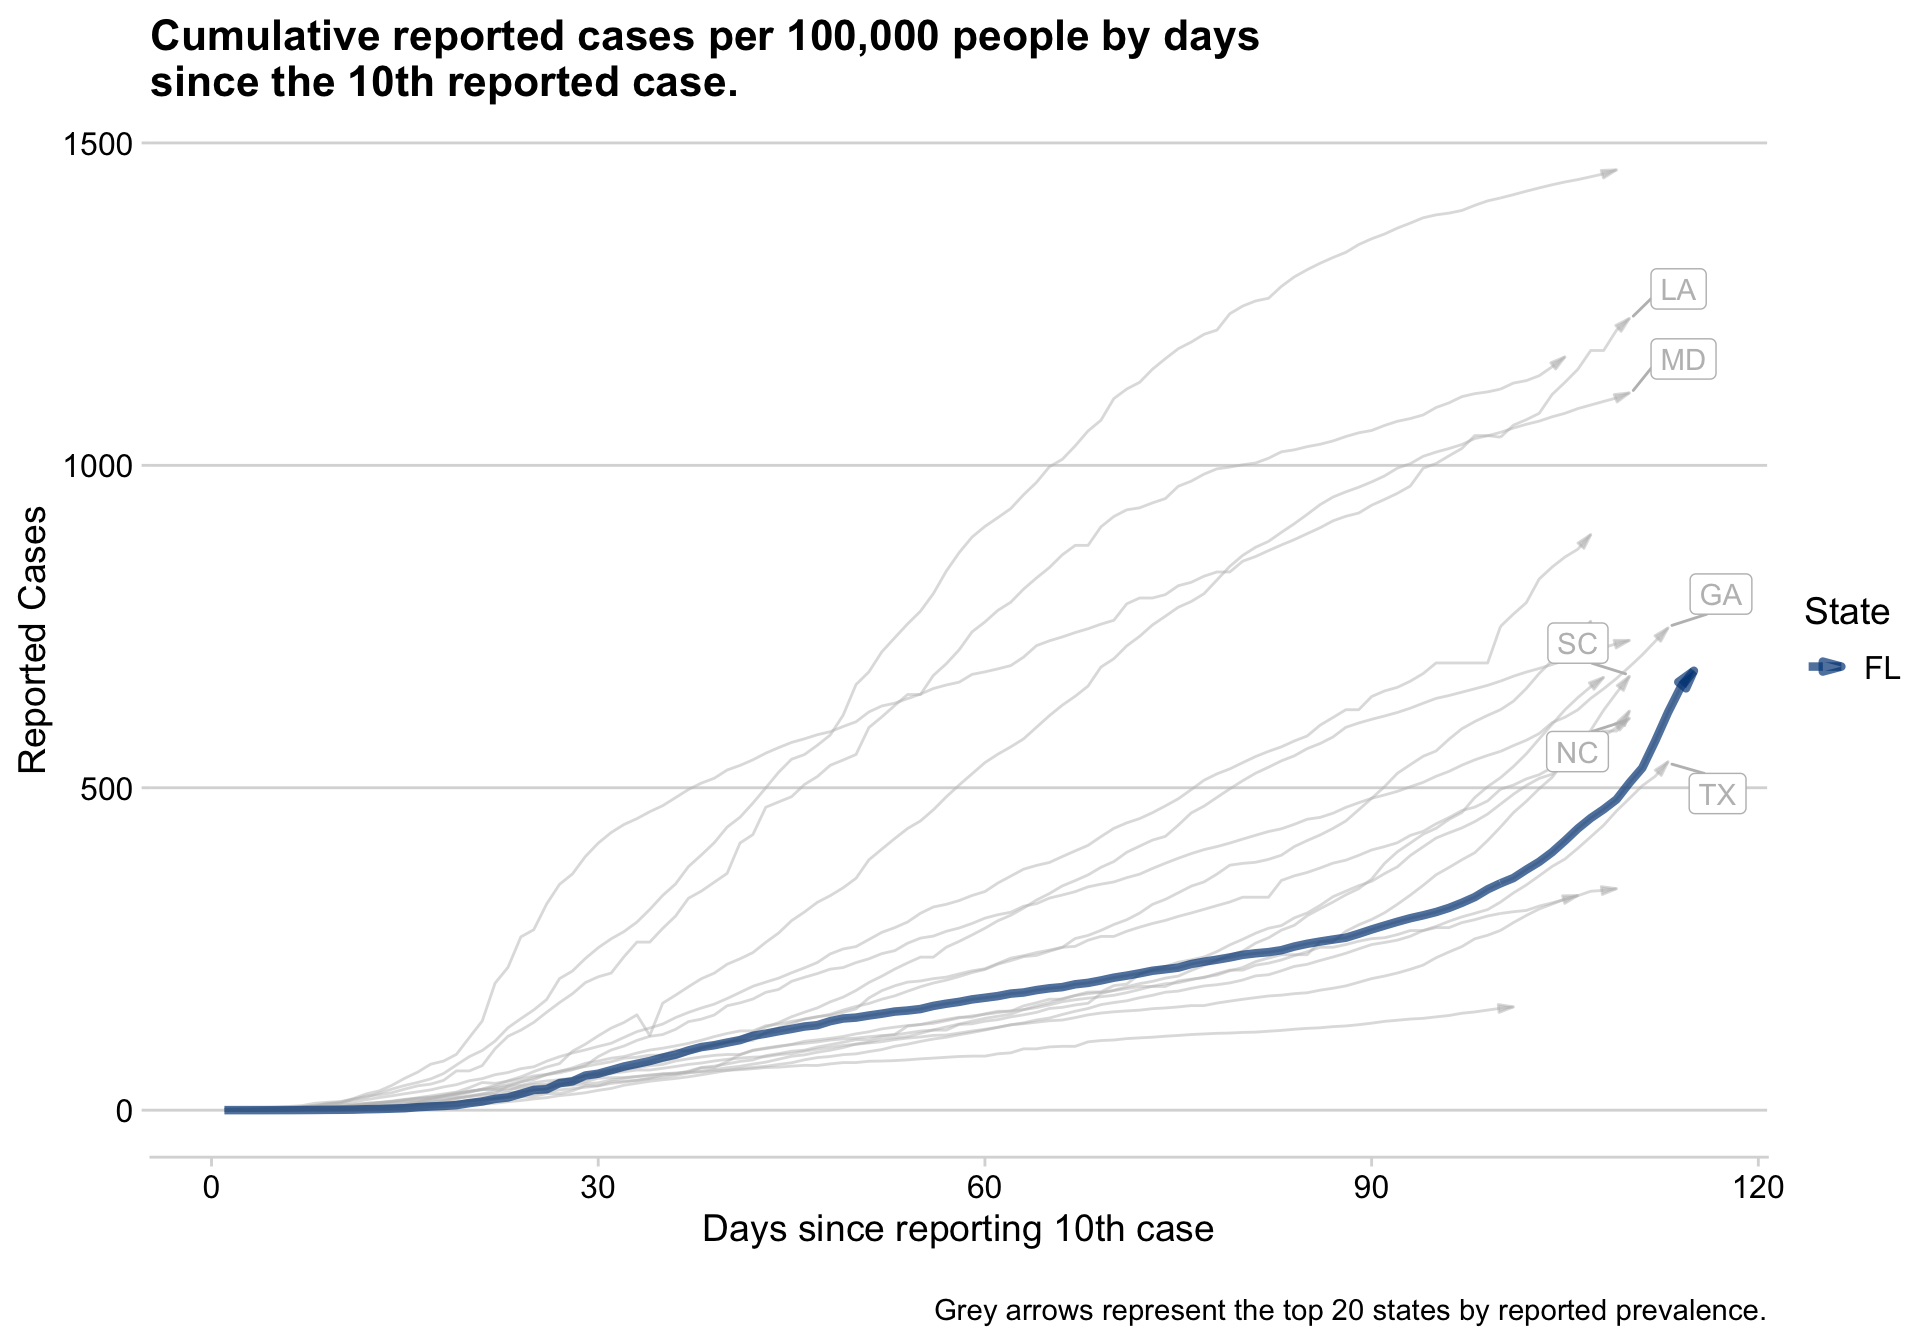 Cumulative reported cases per 100,000 people by days
since the 10th reported case.
1500
1000
500
0
Reported Cases
LA
MD
GA
SC
NC
TX
State
FL
0 30 60 90 120
Days since reporting 10th case
Grey arrows represent the top 20 states by reported prevalence.